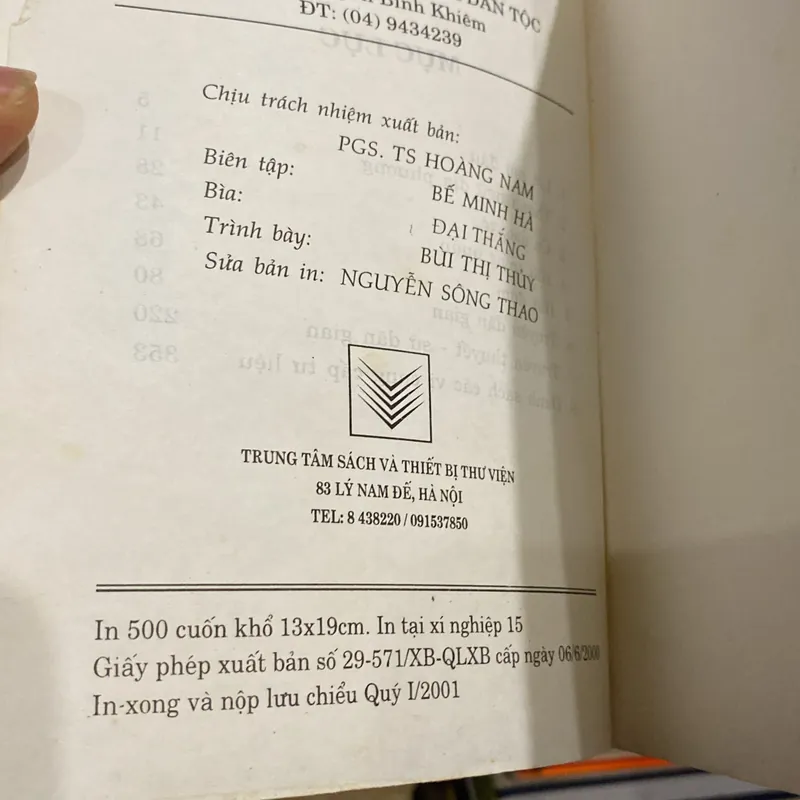 DÂN TỘC
Bỉnh Khiêm
ĐT: (04) 9434239
Chịu trách nhiệm xuất bản:
PGS. TS HOÀNG NAM
Biên tập: BẾ MINH HÀ
Bìa: ĐẠI THẮNG
Trình bày: BÙI THỊ THỦY
Sửa bản in: NGUYỄN SÔNG THAO
TRUNG TÂM SÁCH VÀ THIẾT BỊ THƯ VIỆN
83 LÝ NAM ĐẾ, HÀ NỘI
TEL: 8 438220 / 091537850
In 500 cuốn khổ 13x19cm. In tại xí nghiệp 15
Giấy phép xuất bản số 29-571/XB-QLXB cấp ngày 06/6/2000
In-xong và nộp lưu chiểu Quý I/2001